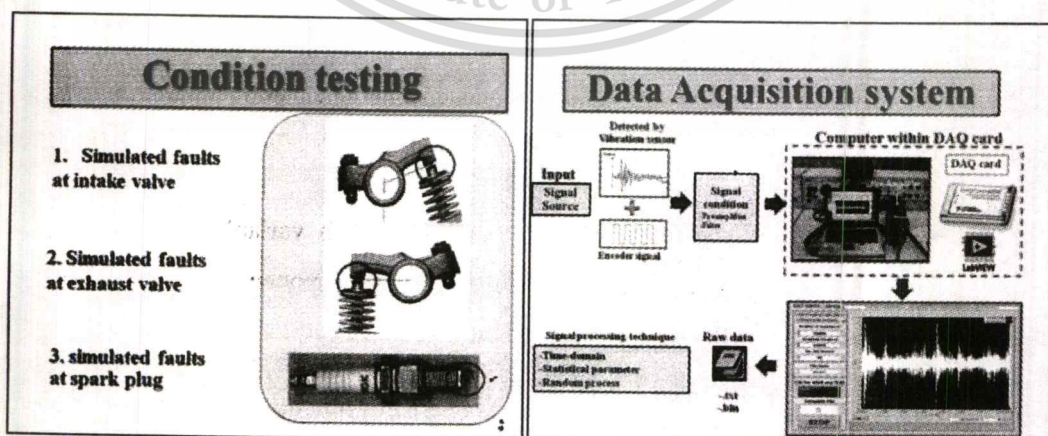 Condition testing
1. Simulated faults
at intake valve
2. Simulated faults
at exhaust valve
3. simulated faults
at spark plug
Data Acquisition system
Detected by
Vibration sensor
Input
Signal
Source
Encoder signal
Signal
condition
Computer within DAQ card
DAQ card
LabVIEW
Signal processing technique
-Time-domain
-Statistical parameter
-Random process
Raw data
-.txt
-.bin
STOP